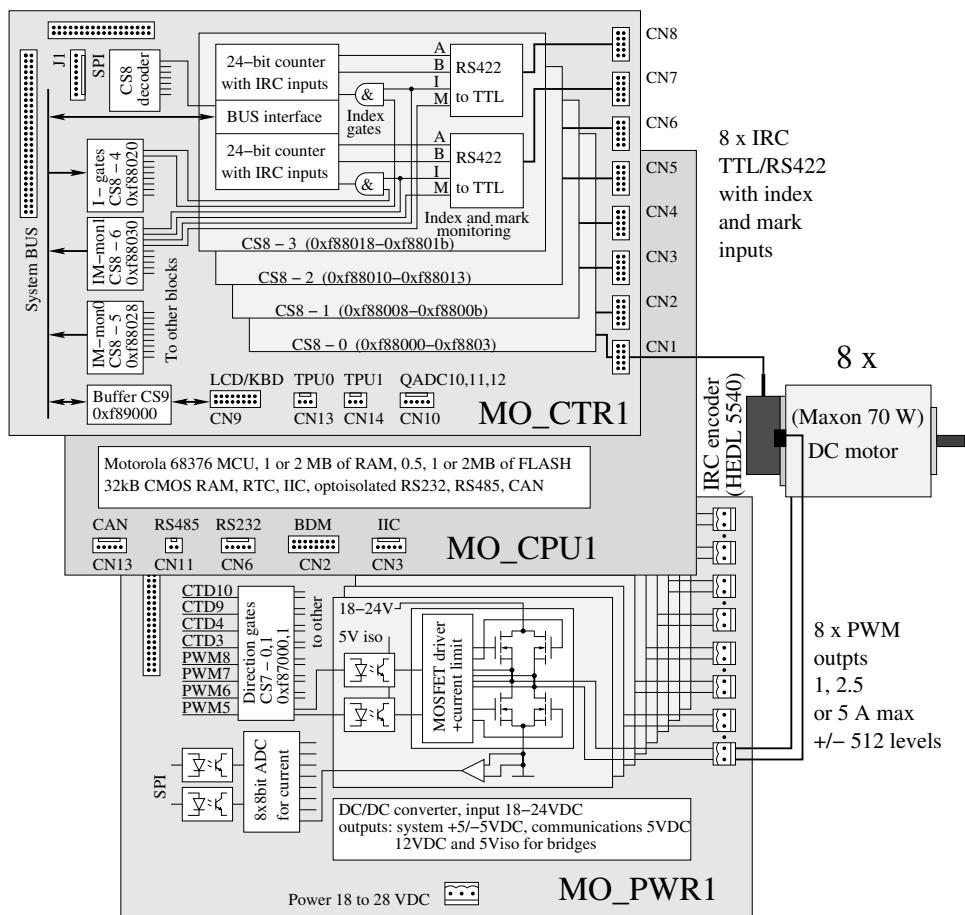 J1
SPI
CS8
decoder
24-bit counter
with IRC inputs
BUS interface
24-bit counter
with IRC inputs
&
Index
gates
&
A
B
I
M
RS422
to TTL
A
B
I
M
RS422
to TTL
Index and mark
monitoring
CS8 – 3 (0xf88018–0xf8801b)
CS8 – 2 (0xf88010–0xf88013)
CS8 – 1 (0xf88008–0xf8800b)
CS8 – 0 (0xf88000–0xf8803)
System BUS
I – gates
CS8 – 4
0xf88020
IM–mon1
CS8 – 6
0xf88030
IM–mon0
CS8 – 5
0xf88028
To other blocks
Buffer CS9
0xf89000
LCD/KBD
CN9
TPU0
CN13
TPU1
CN14
QADC10,11,12
CN10
MO_CTR1
CN8
CN7
CN6
CN5
CN4
CN3
CN2
CN1
8 x IRC
TTL/RS422
with index
and mark
inputs
8 x
(Maxon 70 W)
DC motor
IRC encoder
(HEDL 5540)
Motorola 68376 MCU, 1 or 2 MB of RAM, 0.5, 1 or 2MB of FLASH
32kB CMOS RAM, RTC, IIC, optoisolated RS232, RS485, CAN
CAN
CN13
RS485
CN11
RS232
CN6
BDM
CN2
IIC
CN3
MO_CPU1
CTD10
CTD9
CTD4
CTD3
PWM8
PWM7
PWM6
PWM5
Direction gates
CS7 – 0,1
0xf87000,1
to other
18–24V
5V iso
MOSFET driver
+current limit
SPI
8x8bit ADC
for current
8 x PWM
outpts
1, 2.5
or 5 A max
+/– 512 levels
DC/DC converter, input 18–24VDC
outputs: system +5/–5VDC, communications 5VDC
12VDC and 5Viso for bridges
Power 18 to 28 VDC
MO_PWR1